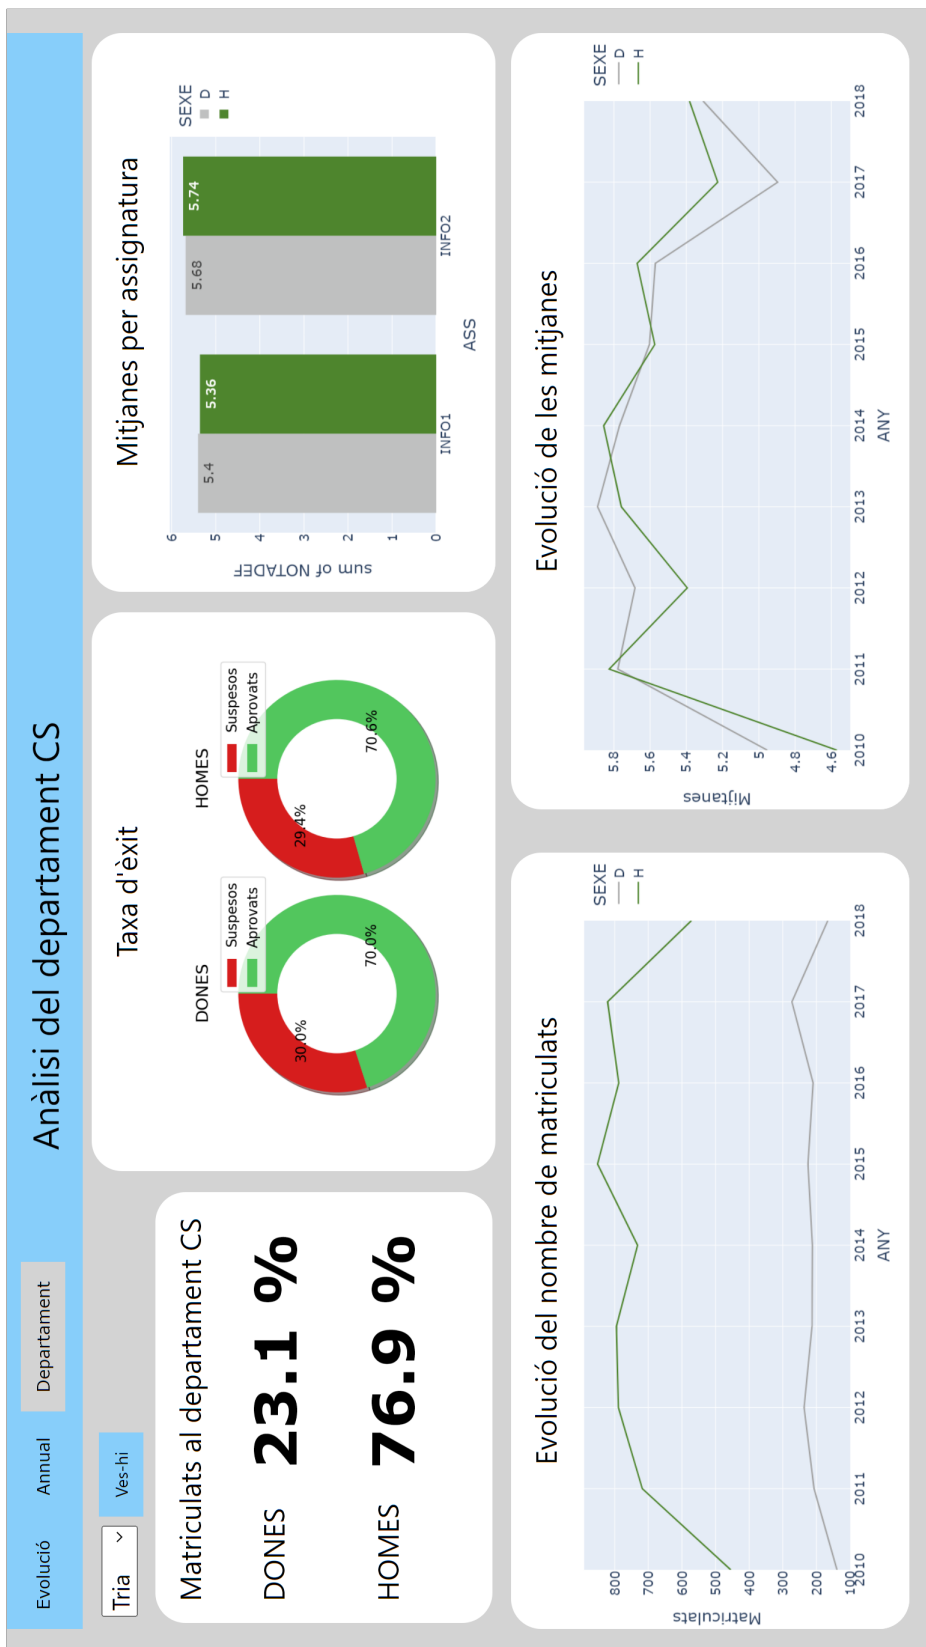 Evolució
Annual
Departament
Anàlisi del departament CS
Tria
Ves-hi
Matriculats al departament CS
DONES 23.1 %
HOMES 76.9 %
Taxa d'èxit
DONES
Suspesos
Aprovats
30.0%
70.0%
HOMES
Suspesos
Aprovats
29.4%
70.6%
Mitjanes per assignatura
SEXE
D
H
6
5
4
3
2
1
0
sum of NOTADEF
5.4
5.36
5.68
5.74
INFO1
INFO2
ASS
Evolució del nombre de matriculats
SEXE
D
H
800
700
600
500
400
300
200
100
Matriculats
2010 2011 2012 2013 2014 2015 2016 2017 2018
ANY
Evolució de les mitjanes
SEXE
D
H
5.8
5.6
5.4
5.2
5
4.8
4.6
Mijtanes
2010 2011 2012 2013 2014 2015 2016 2017 2018
ANY